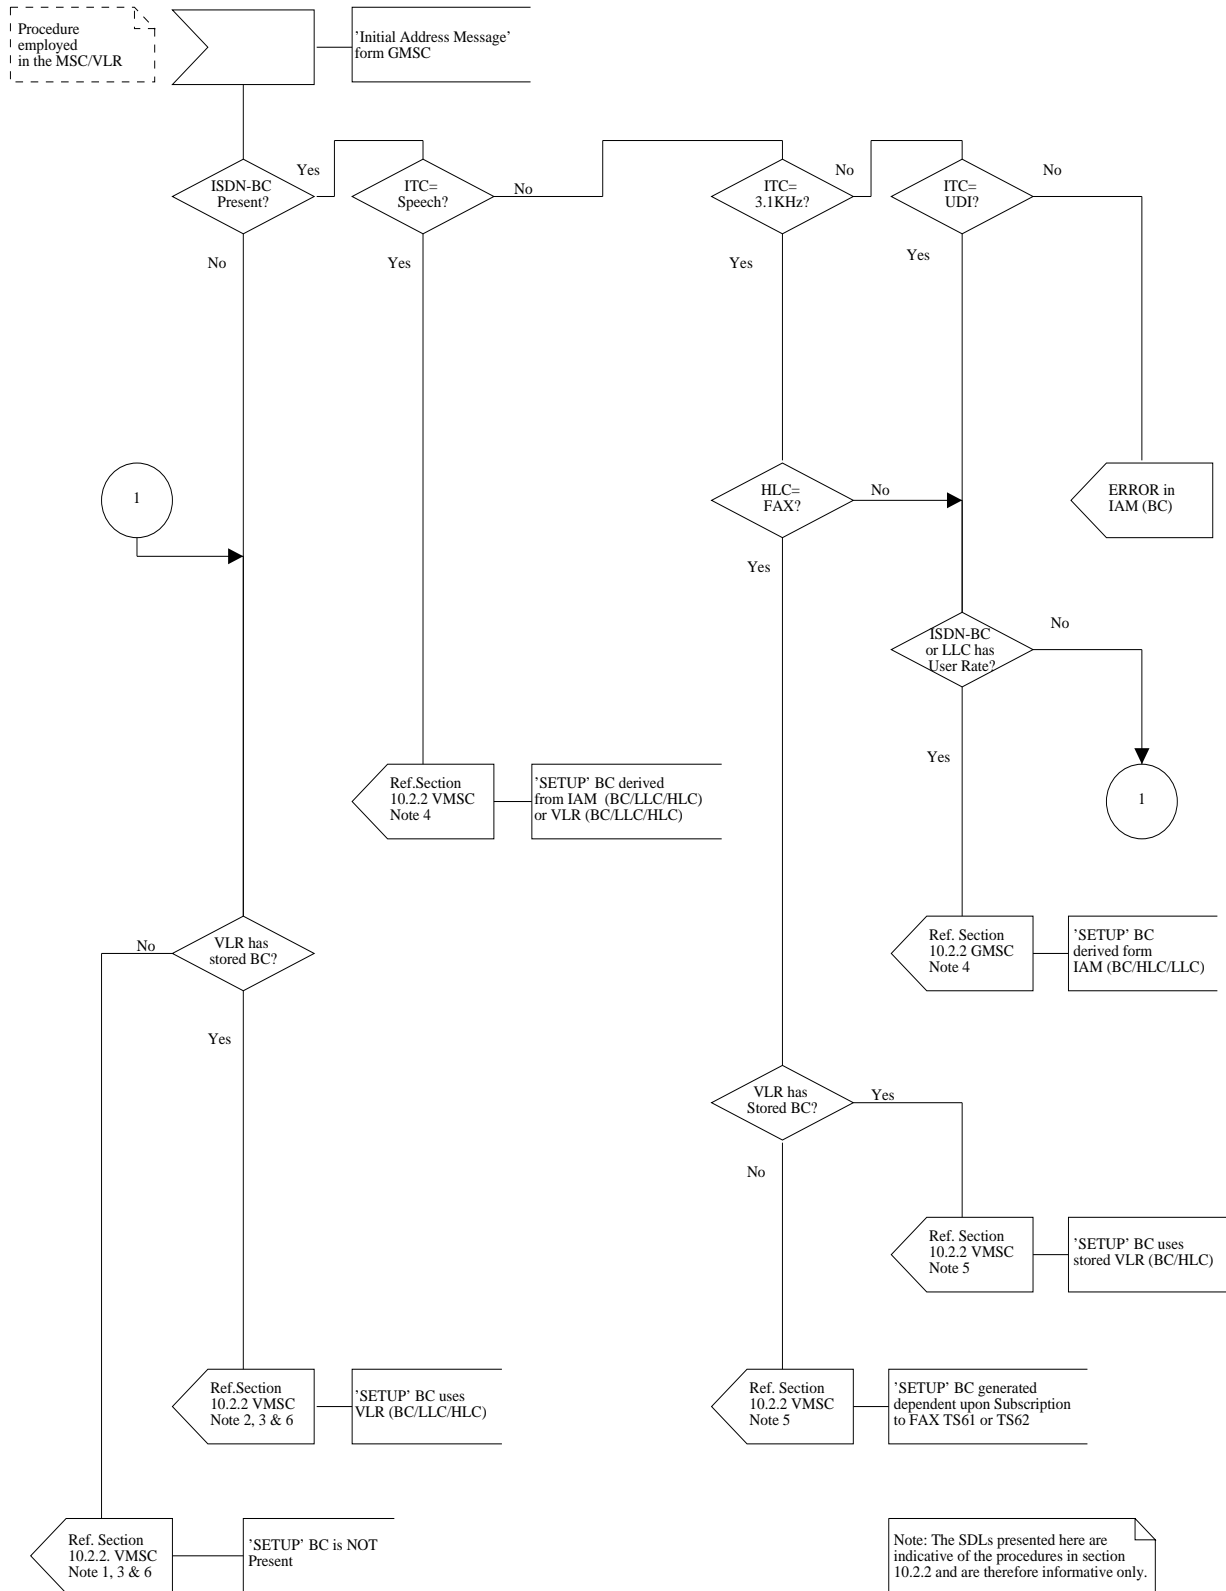 Procedure
employed
in the MSC/VLR
'Initial Address Message'
form GMSC
ISDN-BC
Present?
Yes
No
ITC=
Speech?
No
Yes
ITC=
3.1KHz?
No
Yes
ITC=
UDI?
No
Yes
1
HLC=
FAX?
No
Yes
ERROR in
IAM (BC)
ISDN-BC
or LLC has
User Rate?
No
Yes
Ref.Section
10.2.2 VMSC
Note 4
'SETUP' BC derived
from IAM (BC/LLC/HLC)
or VLR (BC/LLC/HLC)
1
VLR has
stored BC?
No
Yes
Ref. Section
10.2.2 GMSC
Note 4
'SETUP' BC
derived form
IAM (BC/HLC/LLC)
VLR has
Stored BC?
Yes
No
Ref. Section
10.2.2 VMSC
Note 5
'SETUP' BC uses
stored VLR (BC/HLC)
Ref.Section
10.2.2 VMSC
Note 2, 3 & 6
'SETUP' BC uses
VLR (BC/LLC/HLC)
Ref. Section
10.2.2 VMSC
Note 5
'SETUP' BC generated
dependent upon Subscription
to FAX TS61 or TS62
Ref. Section
10.2.2. VMSC
Note 1, 3 & 6
'SETUP' BC is NOT
Present
Note: The SDLs presented here are
indicative of the procedures in section
10.2.2 and are therefore informative only.